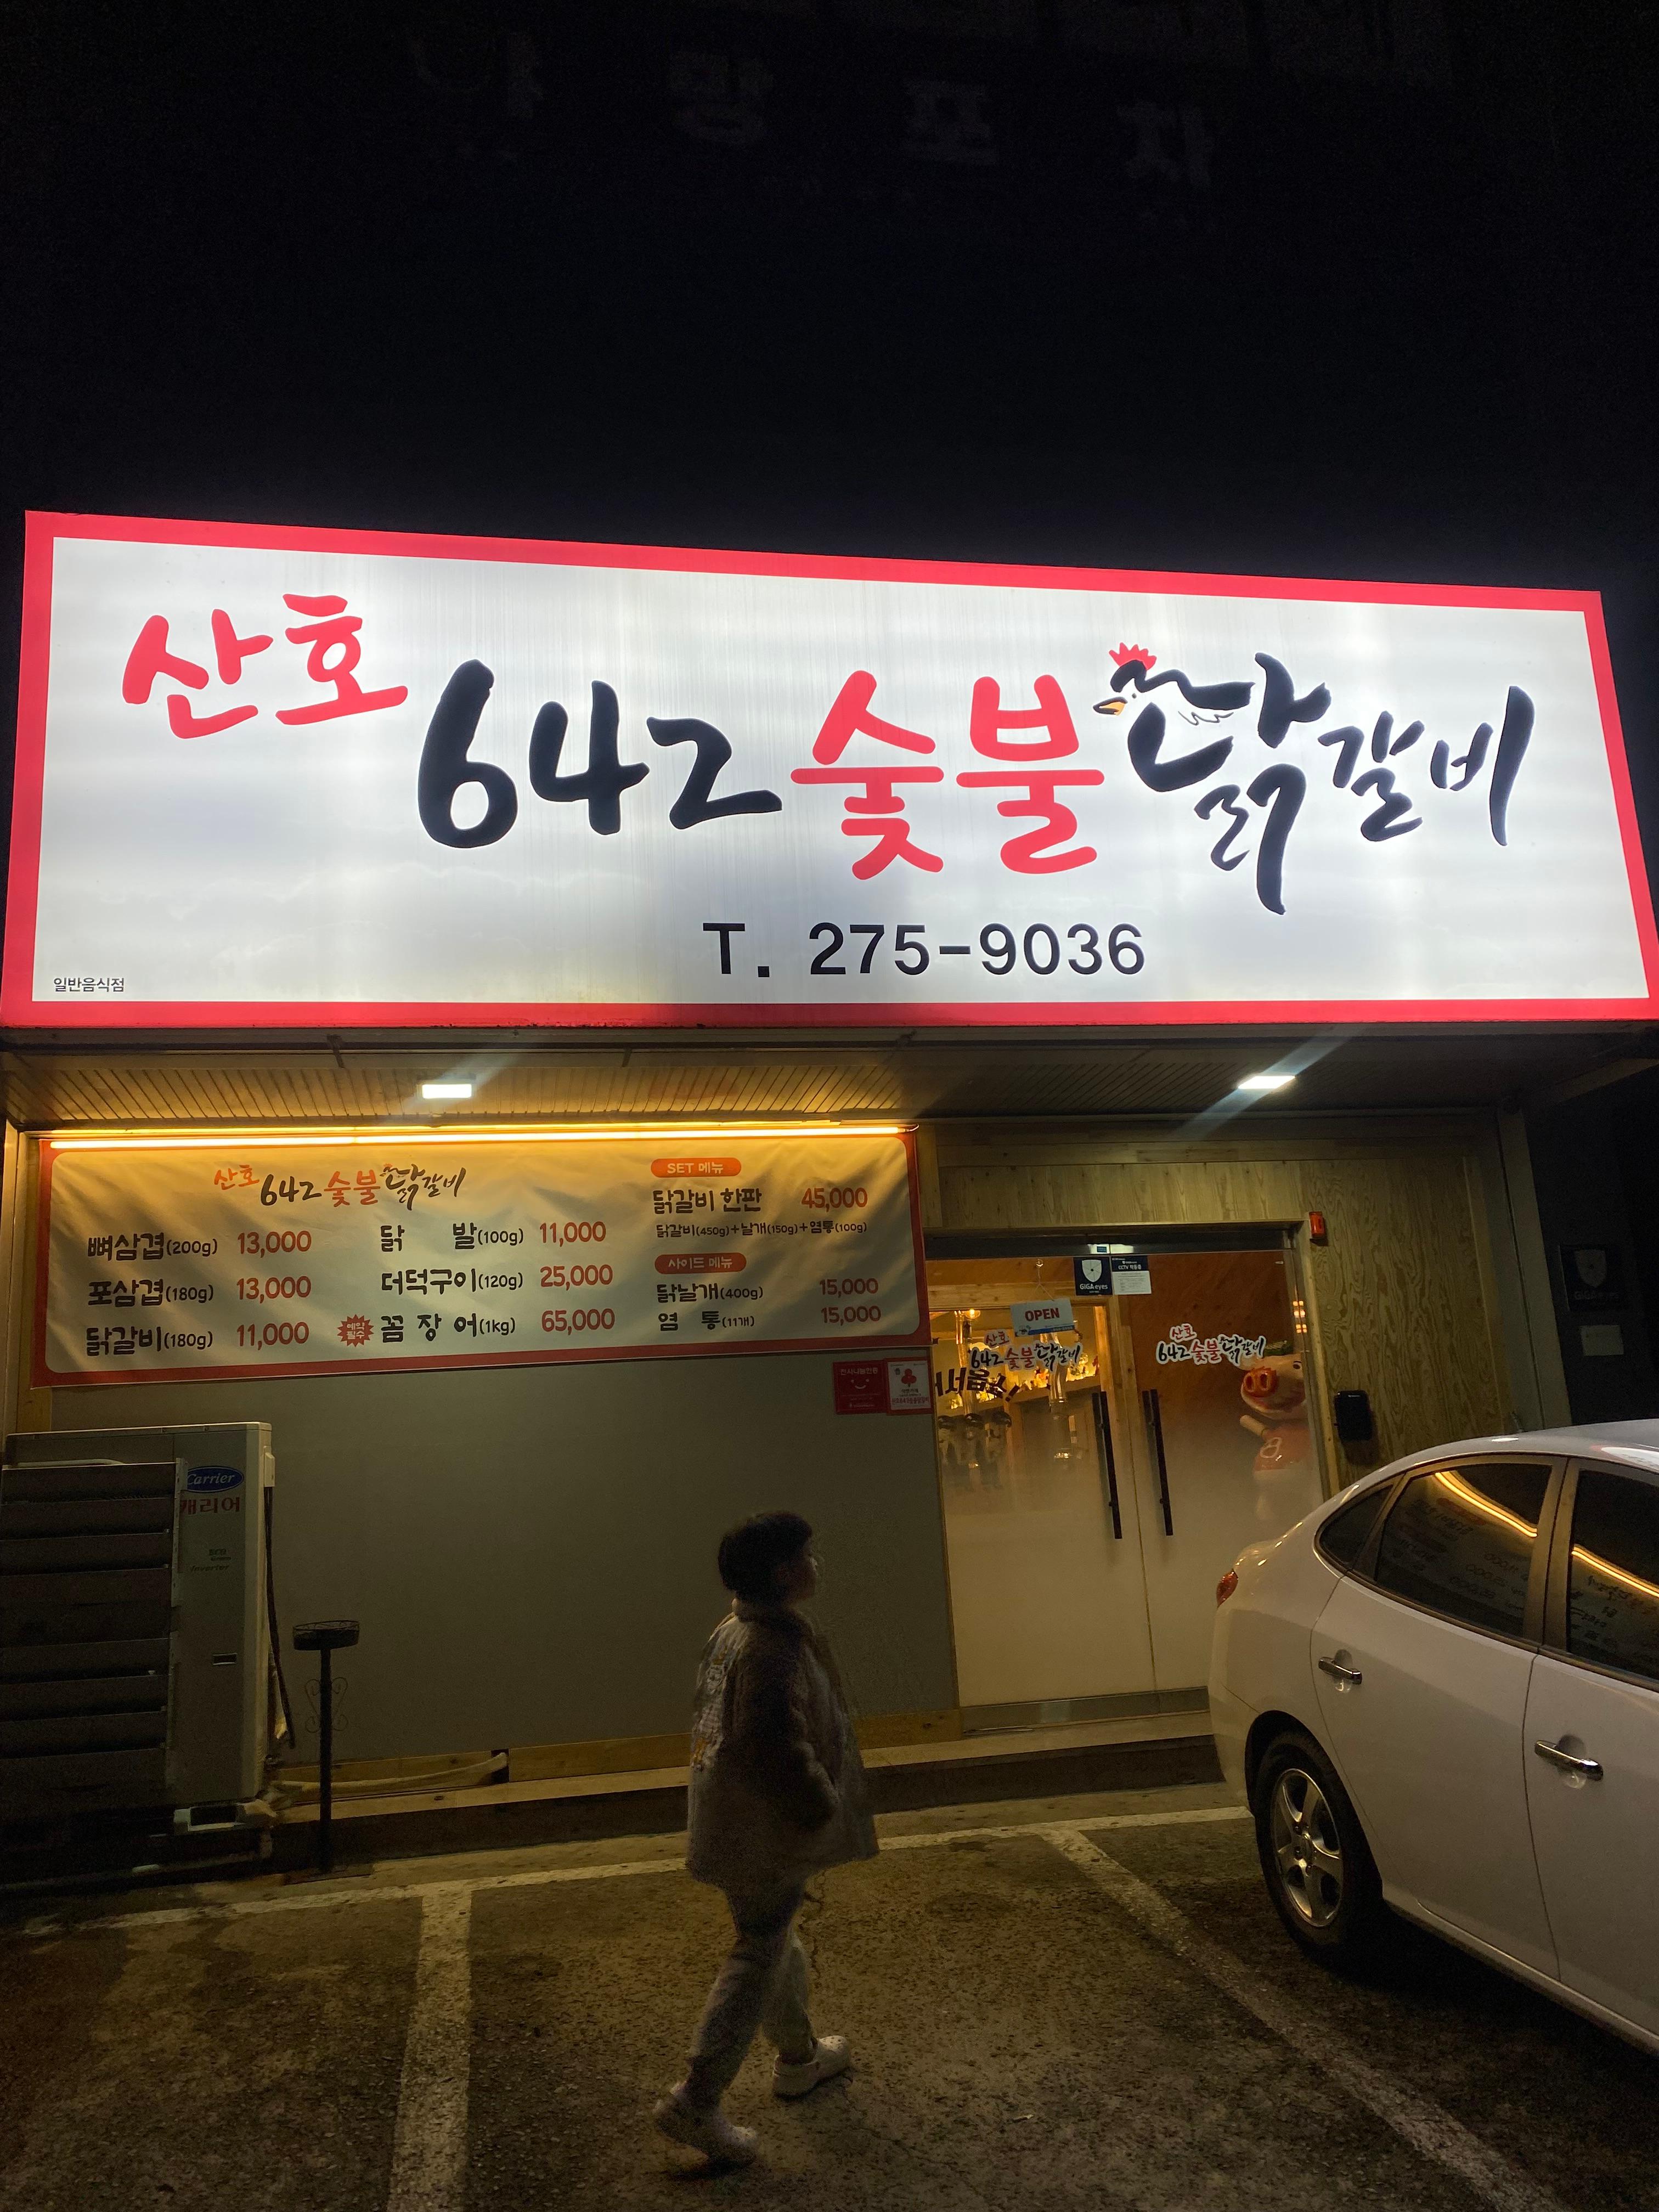 산호 642 숯불 닭갈비
T. 275-9036
일반음식점
산호 642 숯불 닭갈비
뼈삼겹(200g) 13,000
포삼겹(180g) 13,000
닭갈비(180g) 11,000
닭 발(100g) 11,000
더덕구이(120g) 25,000
예약필수 꼼 장 어(1kg) 65,000
SET 메뉴
닭갈비 한판 45,000
닭갈비(450g)+날개(150g)+염통(100g)
사이드 메뉴
닭날개(400g) 15,000
염 통(11개) 15,000
GiGA eyes
OPEN
산호 642 숯불 닭갈비
산호 642 숯불 닭갈비
Carrier
캐리어